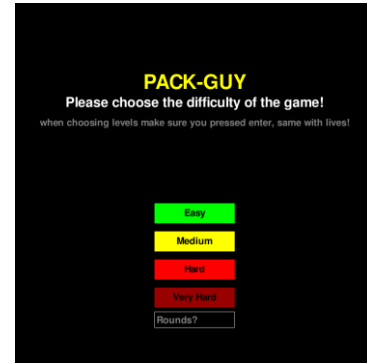 PACK-GUY
Please choose the difficulty of the game!
when choosing levels make sure you pressed enter, same with lives!
Easy
Medium
Hard
Very Hard
Rounds?